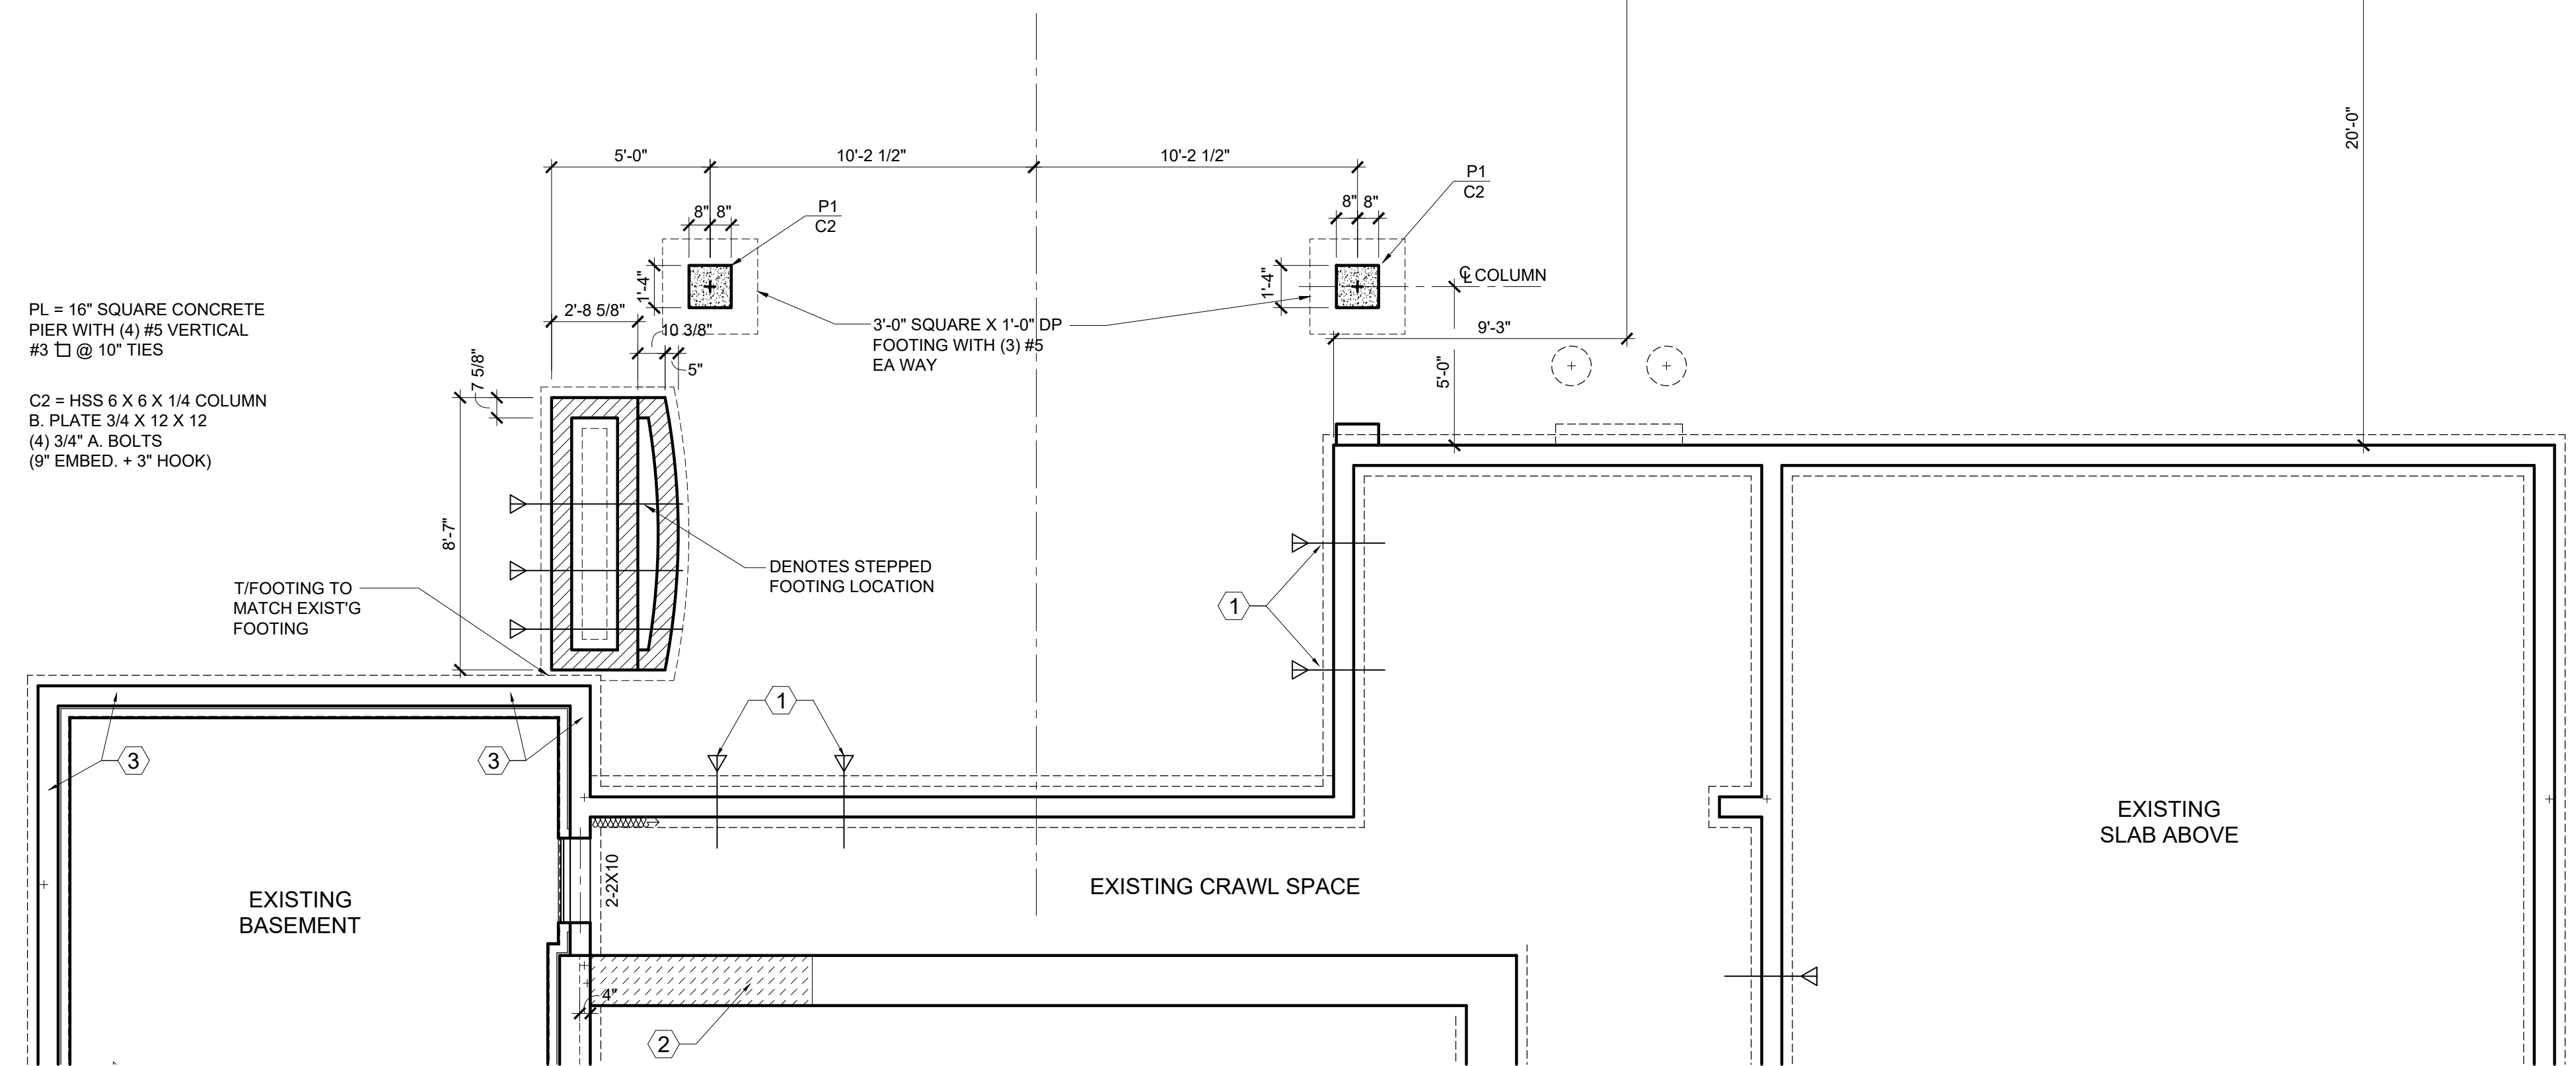 20'-0"
5'-0"
10'-2 1/2"
10'-2 1/2"
P1
C2
8"
8"
P1
C2
8"
8"
1'-4"
1'-4"
℄ COLUMN
PL = 16" SQUARE CONCRETE
PIER WITH (4) #5 VERTICAL
#3 @ 10" TIES
2'-8 5/8"
10 3/8"
5"
3'-0" SQUARE X 1'-0" DP
FOOTING WITH (3) #5
EA WAY
9'-3"
5'-0"
7 5/8"
C2 = HSS 6 X 6 X 1/4 COLUMN
B. PLATE 3/4 X 12 X 12
(4) 3/4" A. BOLTS
(9" EMBED. + 3" HOOK)
8'-7"
DENOTES STEPPED
FOOTING LOCATION
T/FOOTING TO
MATCH EXIST'G
FOOTING
1
1
3
3
2-2X10
EXISTING
BASEMENT
EXISTING CRAWL SPACE
EXISTING
SLAB ABOVE
4"
2